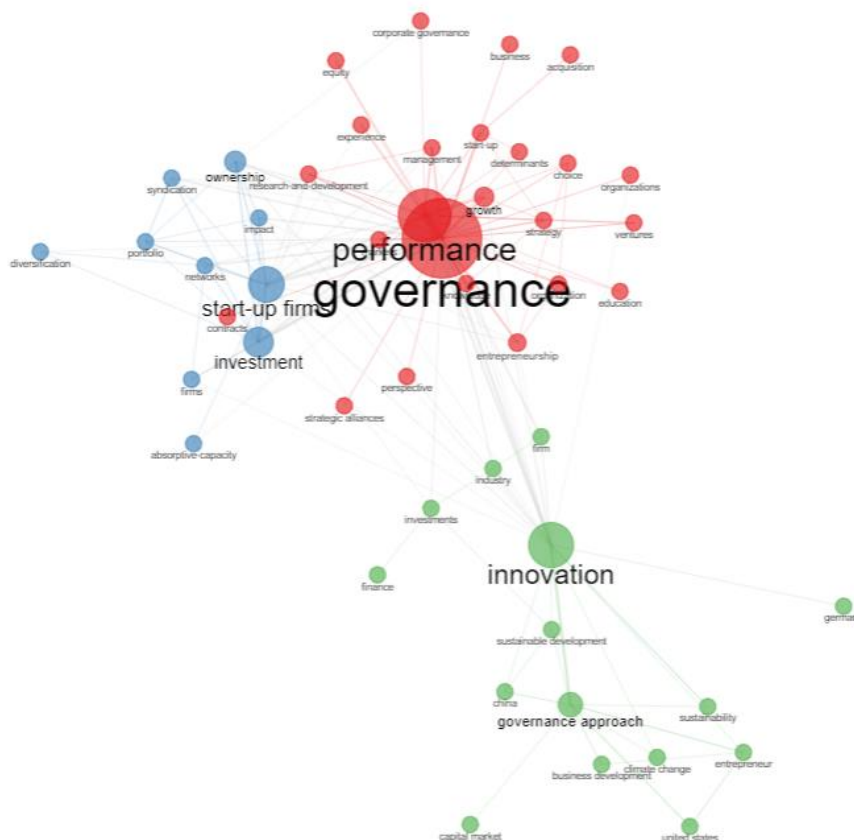 corporate governance
business
acquisition
equity
experience
start-up
management
determinants
ownership
choice
syndication
research-and-development
organizations
growth
impact
strategy
ventures
performance
portfolio
diversification
networks
governance
education
start-up firms
contracts
entrepreneurship
investment
perspective
firms
strategic alliances
firm
absorptive-capacity
industry
investments
innovation
finance
german
sustainable development
china
governance approach
sustainability
climate change
entrepreneur
business development
capital market
united states